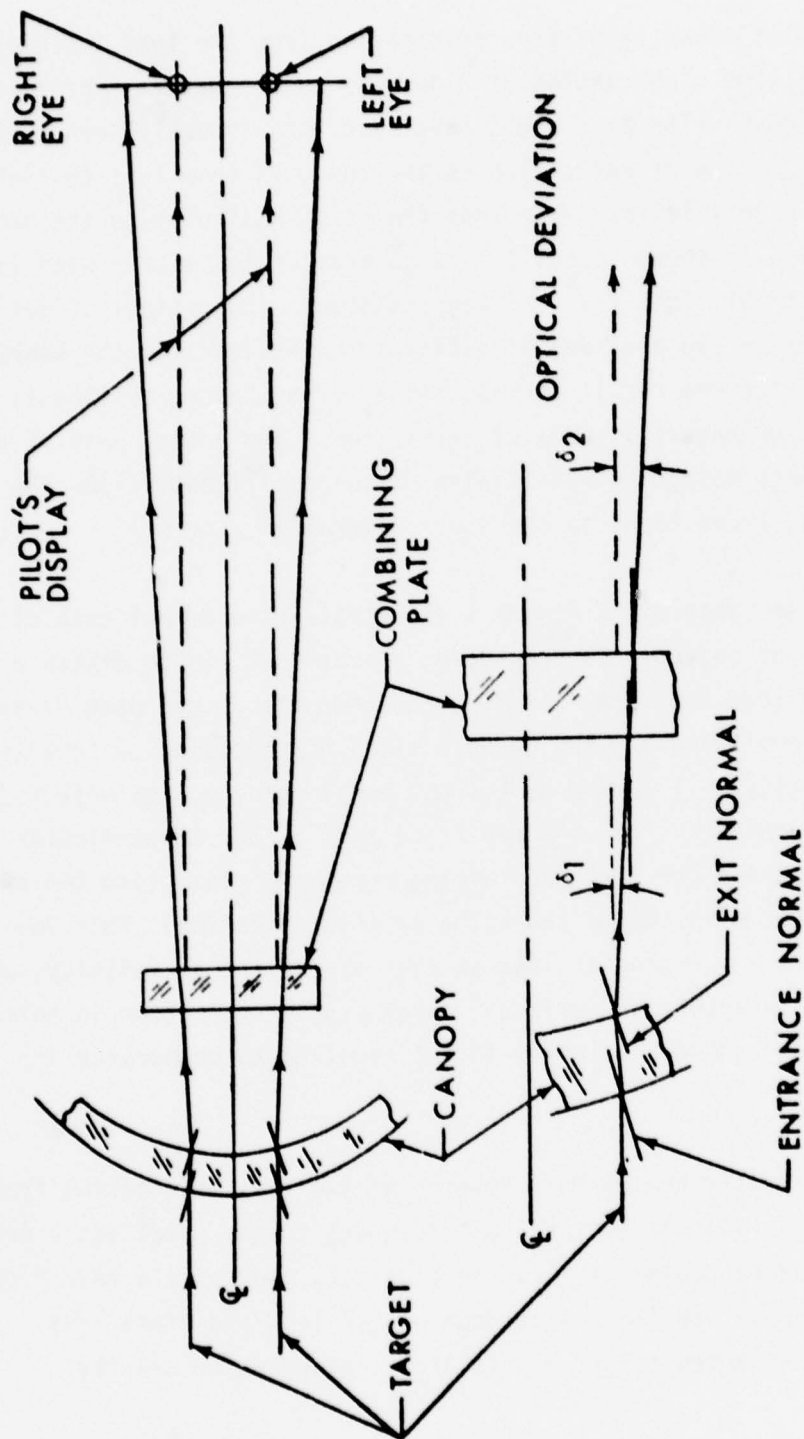 RIGHT
EYE
LEFT
EYE
PILOT'S
DISPLAY
COMBINING
PLATE
CANOPY
℄
TARGET
OPTICAL DEVIATION
δ2
δ1
EXIT NORMAL
ENTRANCE NORMAL
℄